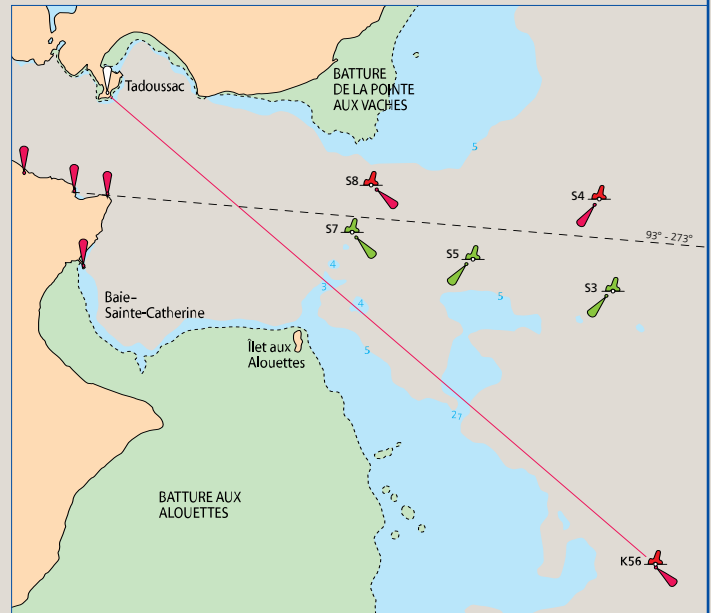 Tadoussac
BATTURE
DE LA POINTE
AUX VACHES
5
S8
S4
S7
93° - 273°
S5
4
3
S3
4
5
Baie–
Sainte-Catherine
Îlet aux
Alouettes
5
2₇
BATTURE AUX
ALOUETTES
K56